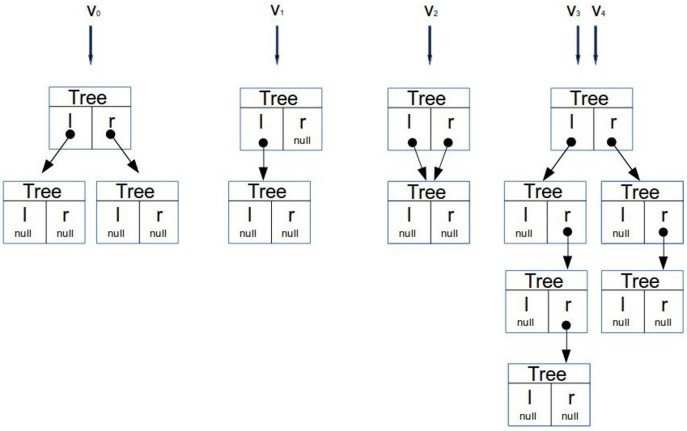 V₀ V₁ V₂ V₃ V₄
Tree Tree Tree Tree
l r l r l r l r
null
Tree Tree Tree Tree Tree Tree
l r l r l r l r l r l r
null null null null null null null null null null
Tree Tree
l r l r
null null null
Tree
l r
null null